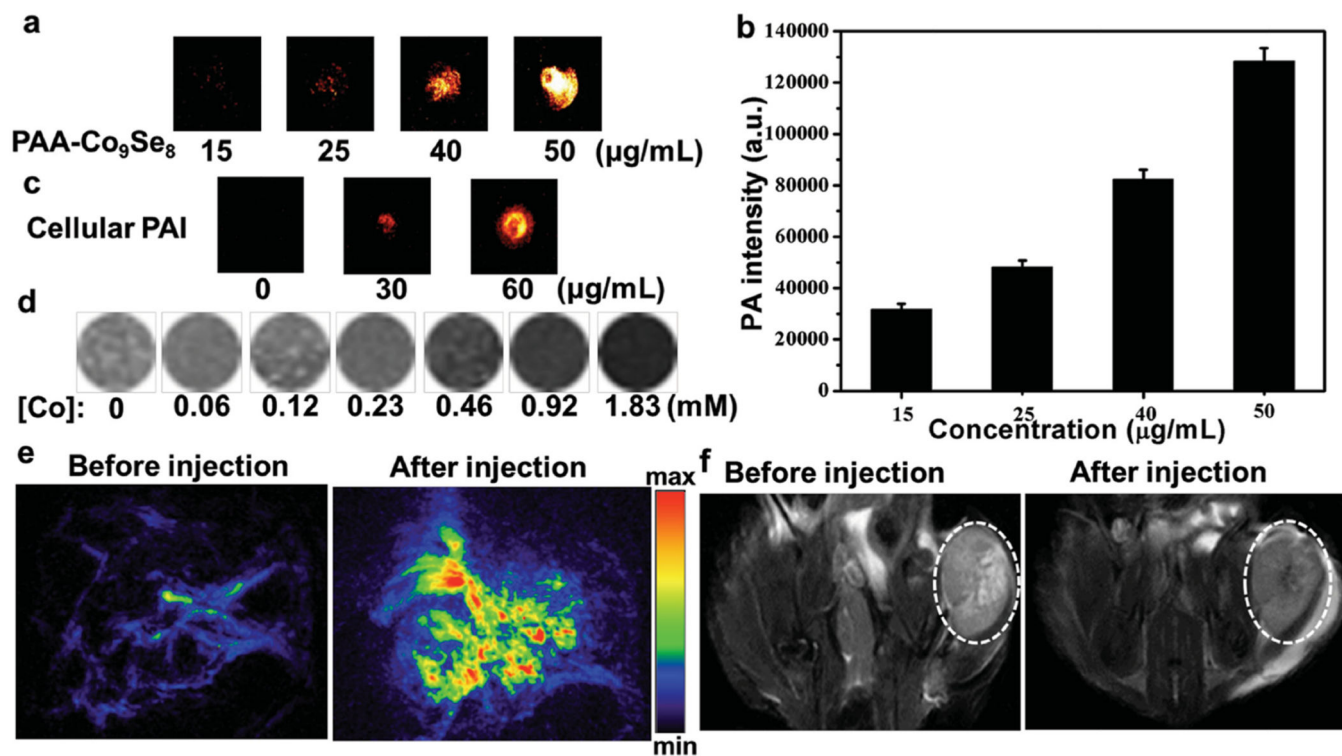 a
PAA-Co₉Se₈ 15 25 40 50 (μg/mL)
c
Cellular PAI
0 30 60 (μg/mL)
d
[Co]: 0 0.06 0.12 0.23 0.46 0.92 1.83 (mM)
b
PA intensity (a.u.)
140000
120000
100000
80000
60000
40000
20000
0
15 25 40 50
Concentration (μg/mL)
e
Before injection After injection
max
min
f
Before injection After injection